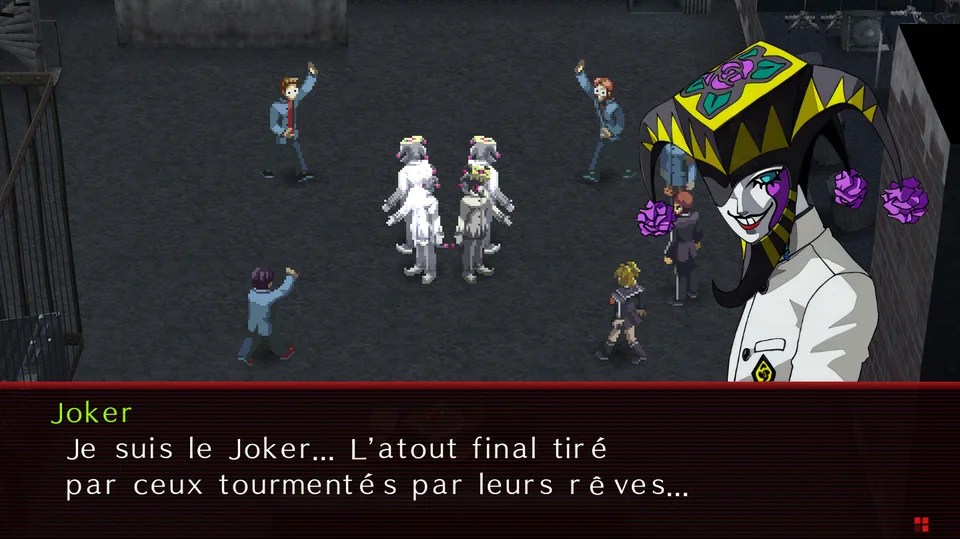 Joker
Je suis le Joker... L'atout final tiré
par ceux tourmentés par leurs rêves...